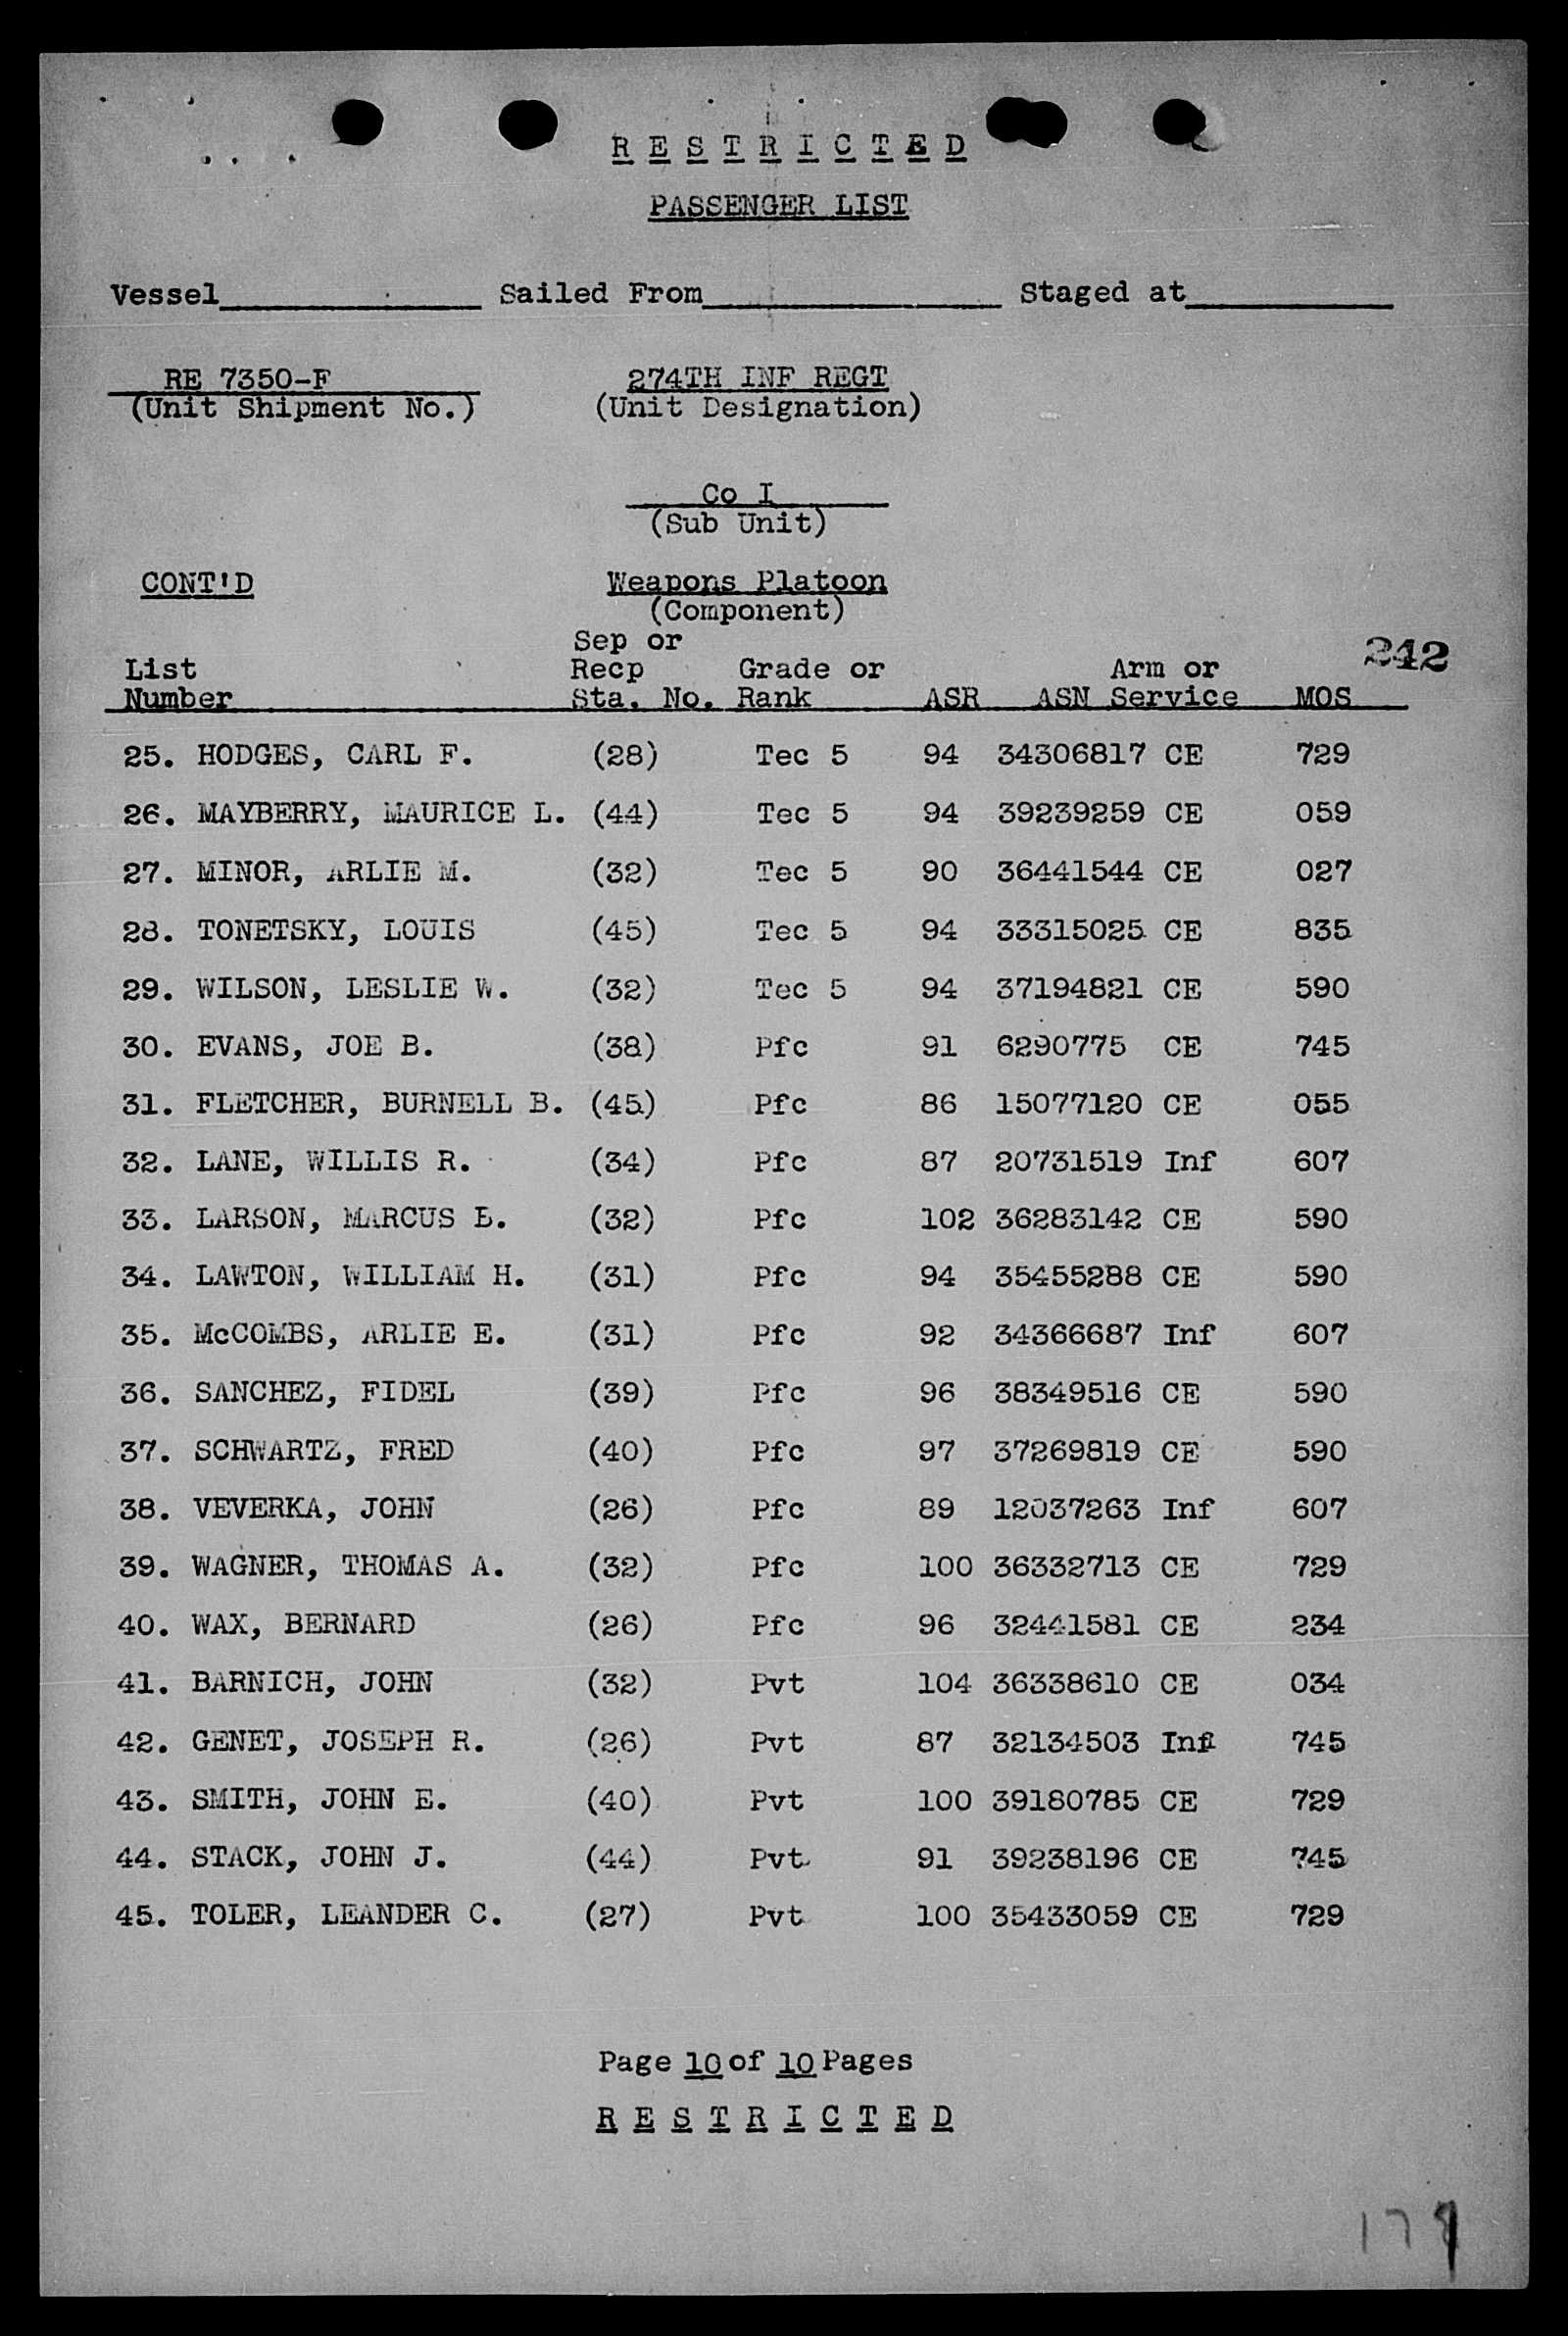 RESTRICTED
PASSENGER LIST
Vessel Sailed From Staged at
RE 7350-F 274TH INF REGT
(Unit Shipment No.) (Unit Designation)
Co I
(Sub Unit)
CONT'D Weapons Platoon
(Component)
Sep or
242
List Recp Grade or Arm or
Number Sta. No. Rank ASR ASN Service MOS
25. HODGES, CARL F. (28) Tec 5 94 34306817 CE 729
26. MAYBERRY, MAURICE L. (44) Tec 5 94 39239259 CE 059
27. MINOR, ARLIE M. (32) Tec 5 90 36441544 CE 027
28. TONETSKY, LOUIS (45) Tec 5 94 33315025 CE 835
29. WILSON, LESLIE W. (32) Tec 5 94 37194821 CE 590
30. EVANS, JOE B. (38) Pfc 91 6290775 CE 745
31. FLETCHER, BURNELL B. (45) Pfc 86 15077120 CE 055
32. LANE, WILLIS R. (34) Pfc 87 20731519 Inf 607
33. LARSON, MARCUS B. (32) Pfc 102 36283142 CE 590
34. LAWTON, WILLIAM H. (31) Pfc 94 35455288 CE 590
35. McCOMBS, ARLIE E. (31) Pfc 92 34366687 Inf 607
36. SANCHEZ, FIDEL (39) Pfc 96 38349516 CE 590
37. SCHWARTZ, FRED (40) Pfc 97 37269819 CE 590
38. VEVERKA, JOHN (26) Pfc 89 12037263 Inf 607
39. WAGNER, THOMAS A. (32) Pfc 100 36332713 CE 729
40. WAX, BERNARD (26) Pfc 96 32441581 CE 234
41. BARNICH, JOHN (32) Pvt 104 36338610 CE 034
42. GENET, JOSEPH R. (26) Pvt 87 32134503 Inf 745
43. SMITH, JOHN E. (40) Pvt 100 39180785 CE 729
44. STACK, JOHN J. (44) Pvt 91 39238196 CE 745
45. TOLER, LEANDER C. (27) Pvt 100 35433059 CE 729
Page 10 of 10 Pages
RESTRICTED